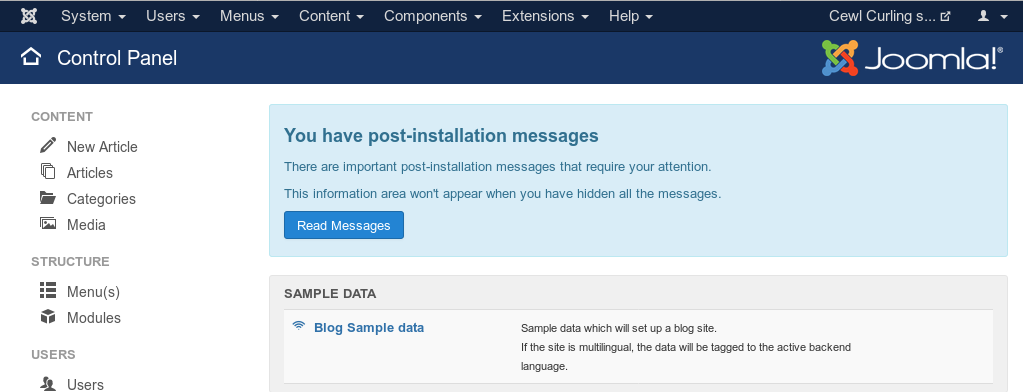 System Users Menus Content Components Extensions Help Cewl Curling s...
Control Panel
Joomla!®
CONTENT
New Article
Articles
Categories
Media
STRUCTURE
Menu(s)
Modules
USERS
Users
You have post-installation messages
There are important post-installation messages that require your attention.
This information area won't appear when you have hidden all the messages.
Read Messages
SAMPLE DATA
Blog Sample data
Sample data which will set up a blog site.
If the site is multilingual, the data will be tagged to the active backend
language.